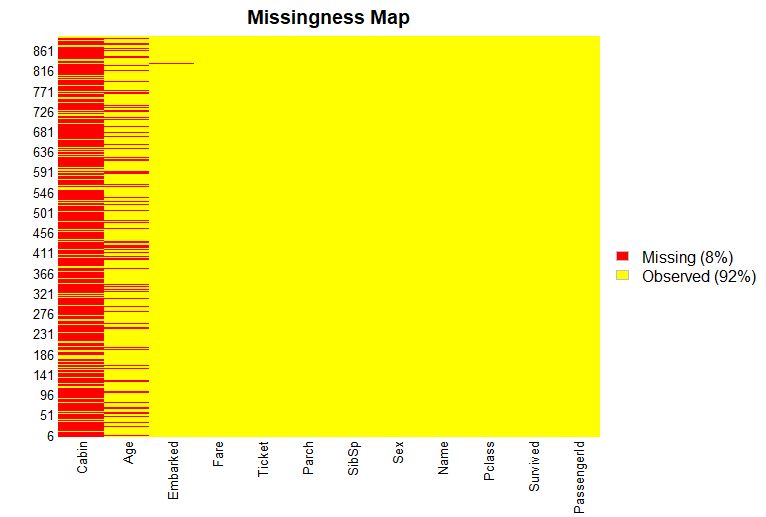 Missingness Map
861
816
771
726
681
636
591
546
501
456
411
366
321
276
231
186
141
96
51
6
Missing (8%)
Observed (92%)
Cabin
Age
Embarked
Fare
Ticket
Parch
SibSp
Sex
Name
Pclass
Survived
PassengerId